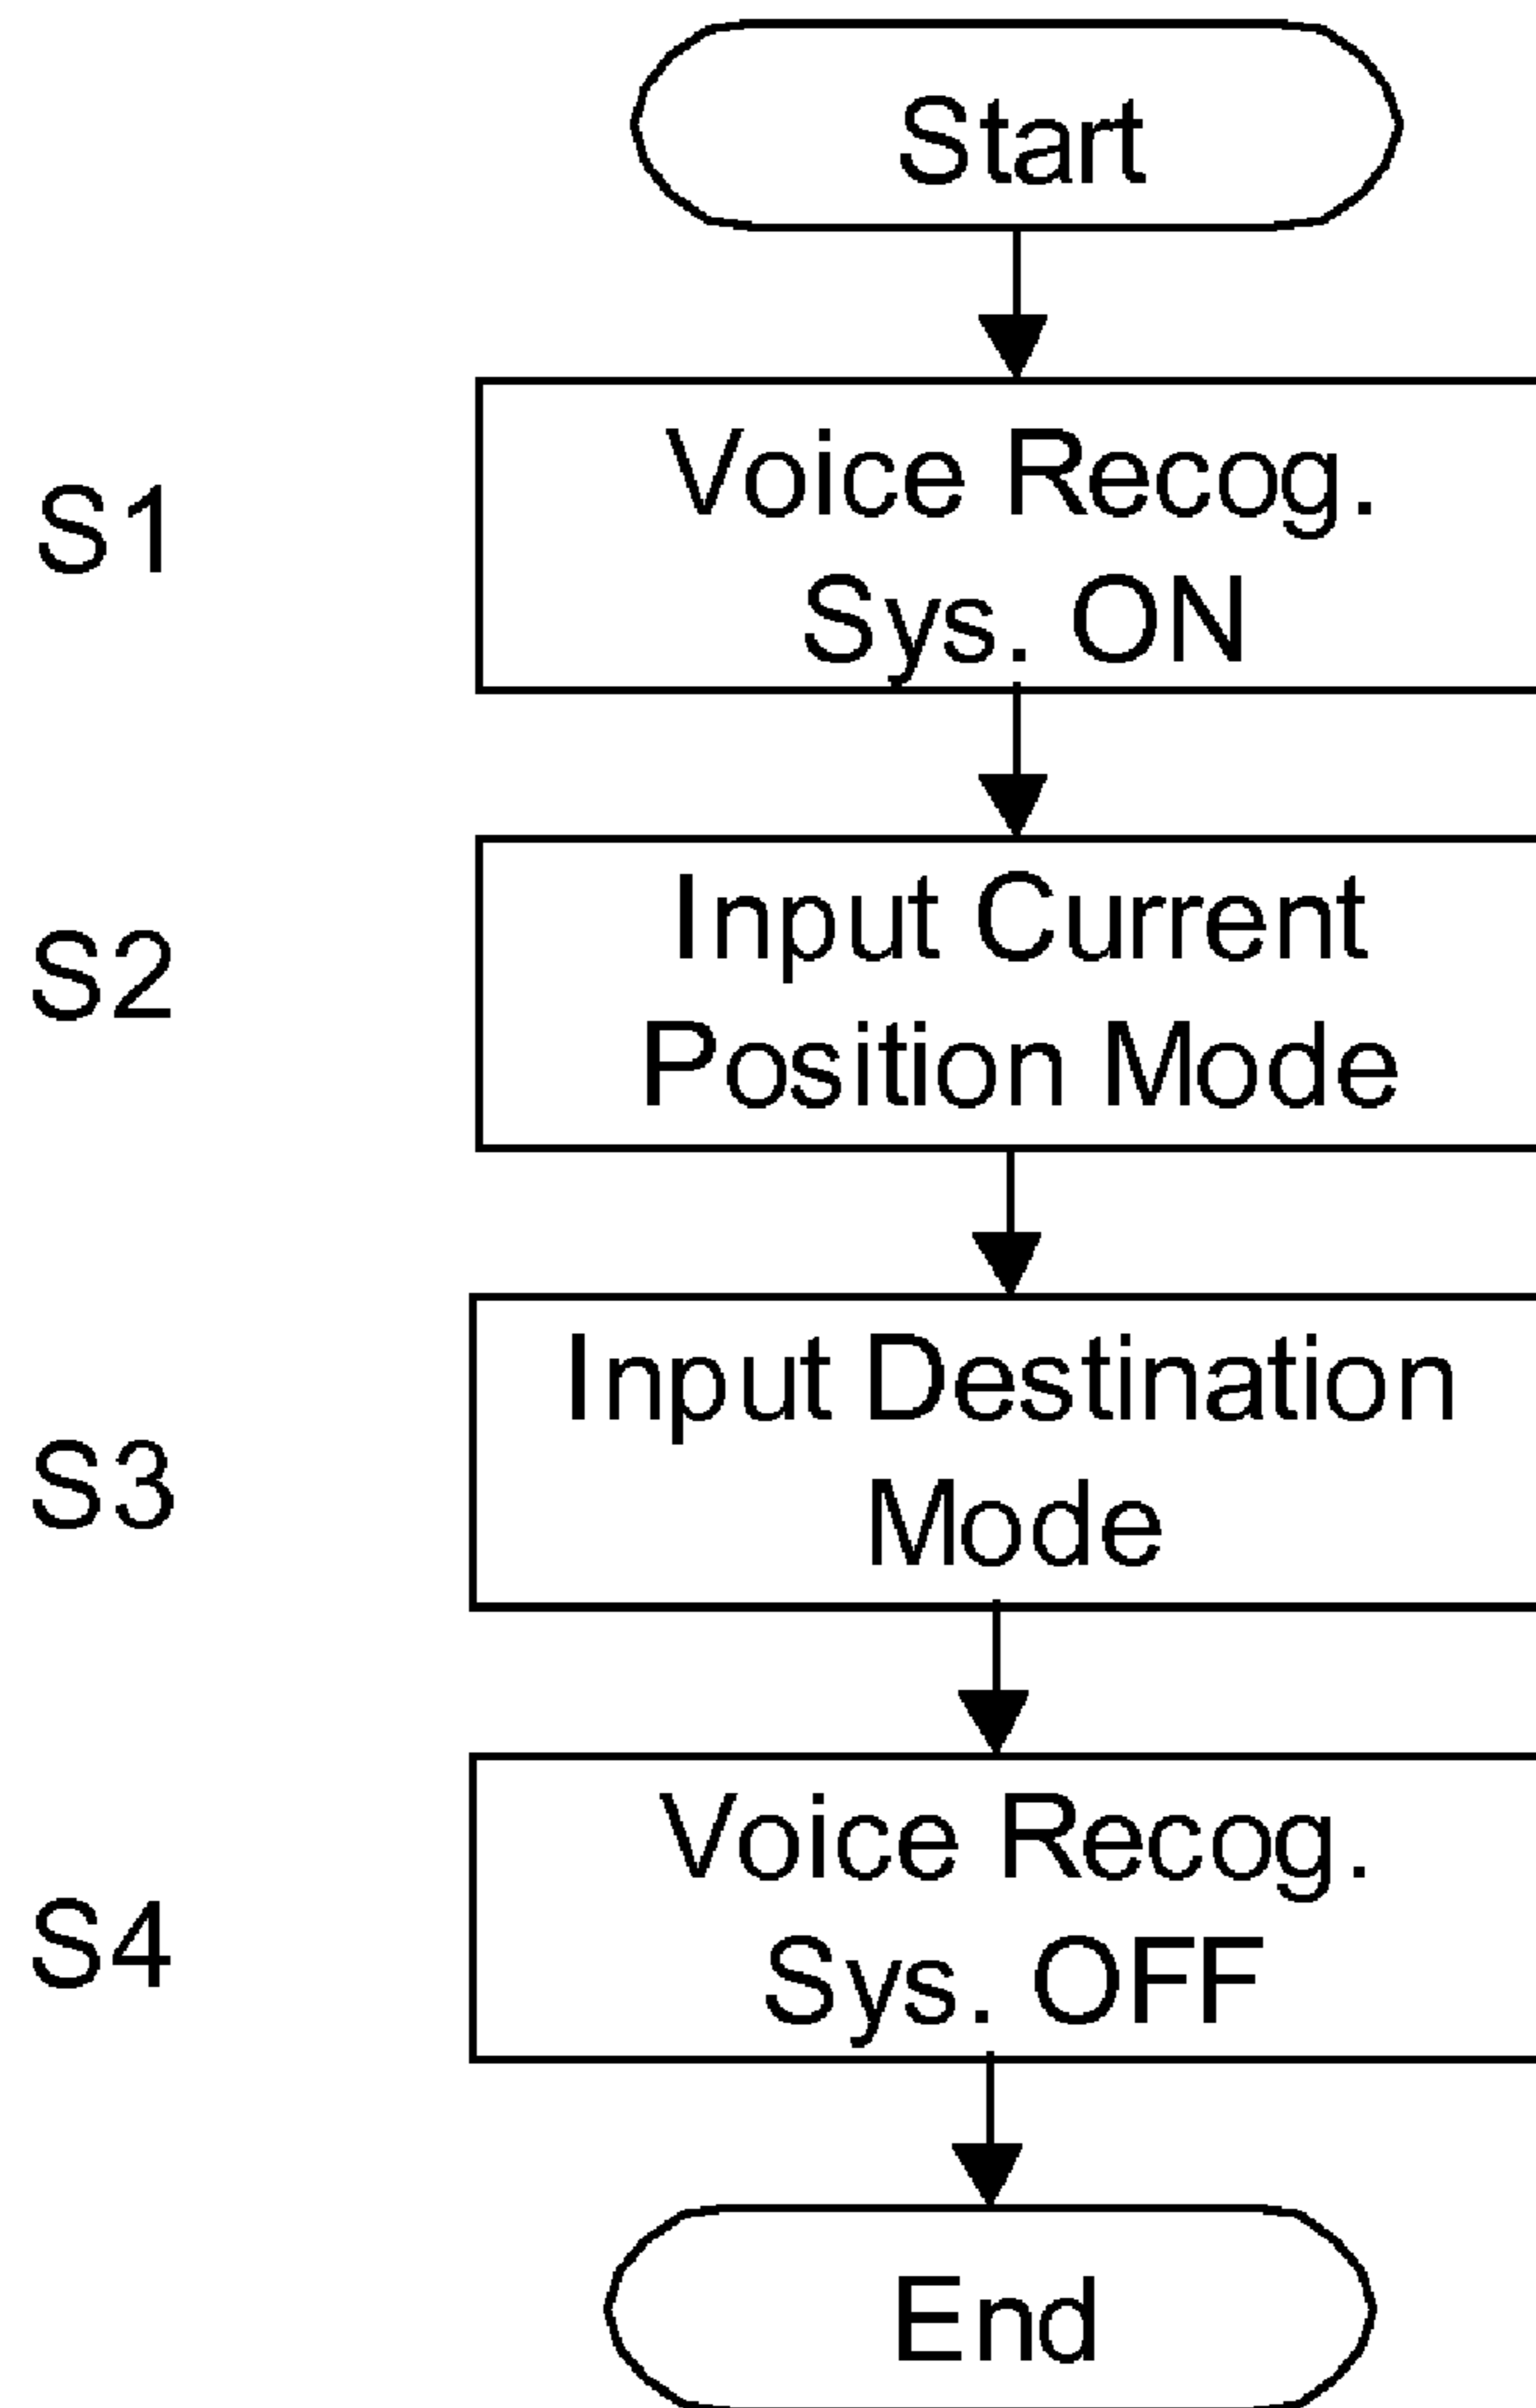 Start
S1
Voice Recog.
Sys. ON
S2
Input Current
Position Mode
S3
Input Destination
Mode
S4
Voice Recog.
Sys. OFF
End